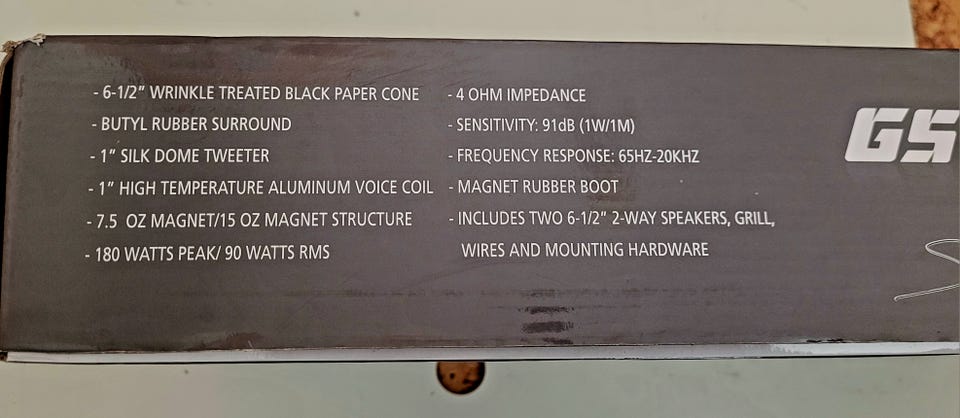 - 6-1/2” WRINKLE TREATED BLACK PAPER CONE
- BUTYL RUBBER SURROUND
- 1” SILK DOME TWEETER
- 1” HIGH TEMPERATURE ALUMINUM VOICE COIL
- 7.5 OZ MAGNET/15 OZ MAGNET STRUCTURE
- 180 WATTS PEAK/ 90 WATTS RMS
- 4 OHM IMPEDANCE
- SENSITIVITY: 91dB (1W/1M)
- FREQUENCY RESPONSE: 65HZ-20KHZ
- MAGNET RUBBER BOOT
- INCLUDES TWO 6-1/2” 2-WAY SPEAKERS, GRILL,
WIRES AND MOUNTING HARDWARE
GS